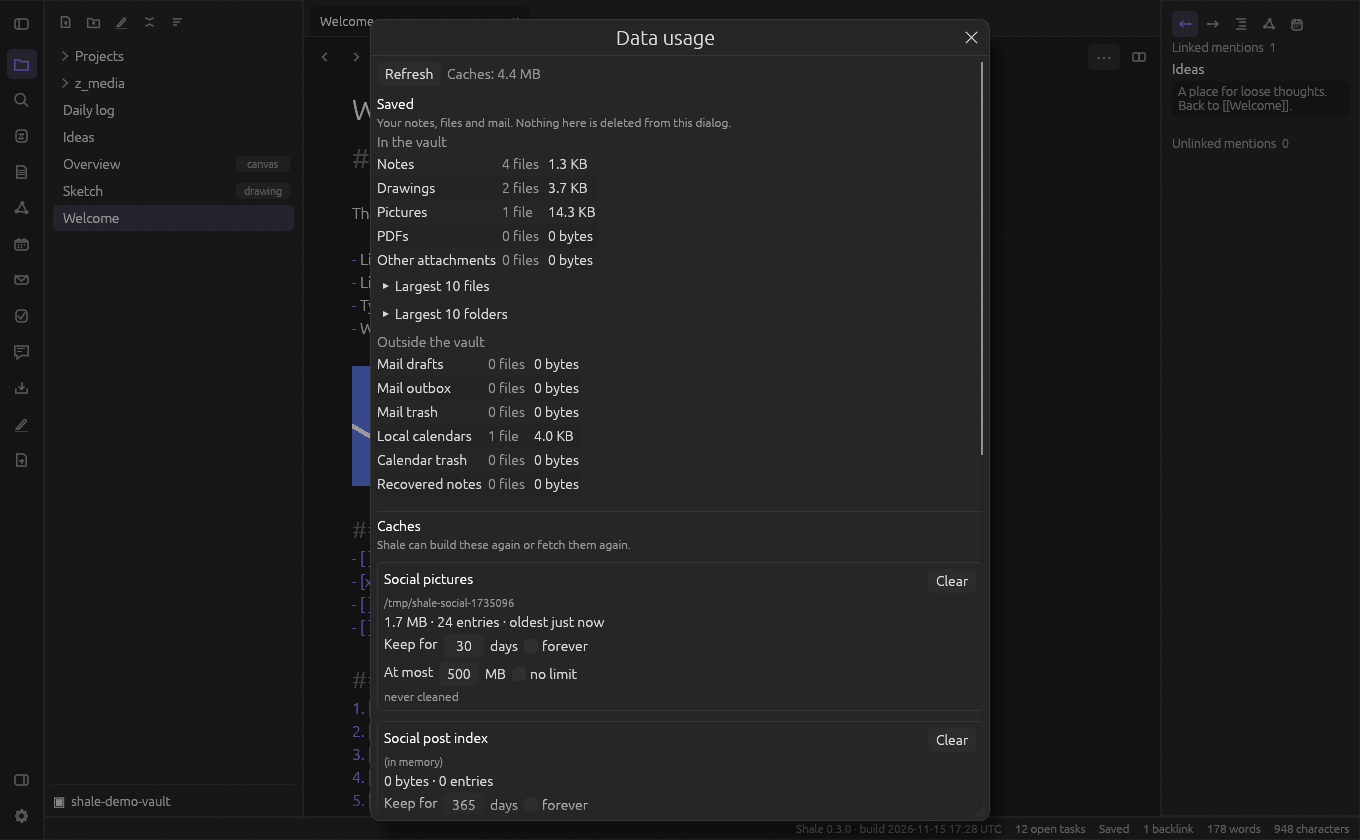 Welcome
Data usage
Refresh Caches: 4.4 MB
Saved
Your notes, files and mail. Nothing here is deleted from this dialog.
In the vault
Notes 4 files 1.3 KB
Drawings 2 files 3.7 KB
Pictures 1 file 14.3 KB
PDFs 0 files 0 bytes
Other attachments 0 files 0 bytes
Largest 10 files
Largest 10 folders
Outside the vault
Mail drafts 0 files 0 bytes
Mail outbox 0 files 0 bytes
Mail trash 0 files 0 bytes
Local calendars 1 file 4.0 KB
Calendar trash 0 files 0 bytes
Recovered notes 0 files 0 bytes
Caches
Shale can build these again or fetch them again.
Social pictures Clear
/tmp/shale-social-1735096
1.7 MB · 24 entries · oldest just now
Keep for 30 days forever
At most 500 MB no limit
never cleaned
Social post index Clear
(in memory)
0 bytes · 0 entries
Keep for 365 days forever
Projects
z_media
Daily log
Ideas
Overview canvas
Sketch drawing
Welcome
shale-demo-vault
#
1.
2.
3.
4.
5.
Linked mentions 1
Ideas
A place for loose thoughts.
Back to [[Welcome]].
Unlinked mentions 0
Shale 0.3.0 · build 2026-11-15 17:28 UTC 12 open tasks Saved 1 backlink 178 words 948 characters